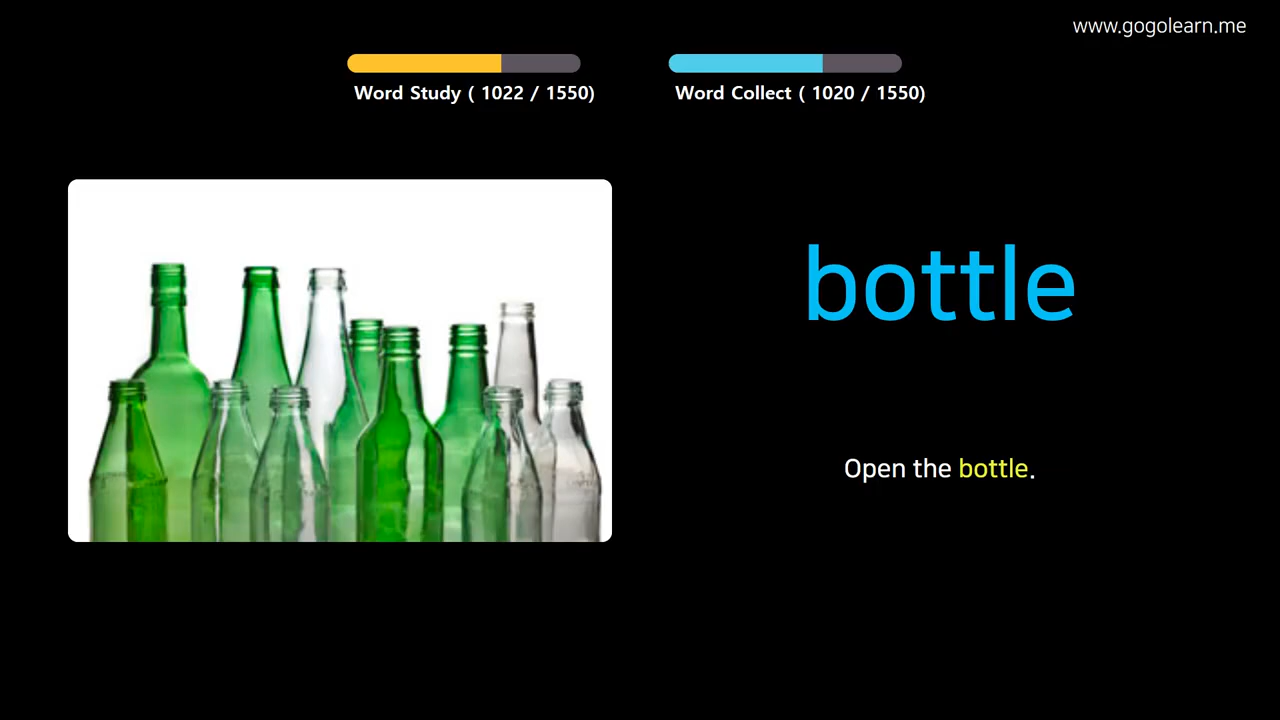 www.gogolearn.me
Word Study ( 1022 / 1550)
Word Collect ( 1020 / 1550)
bottle
Open the bottle.